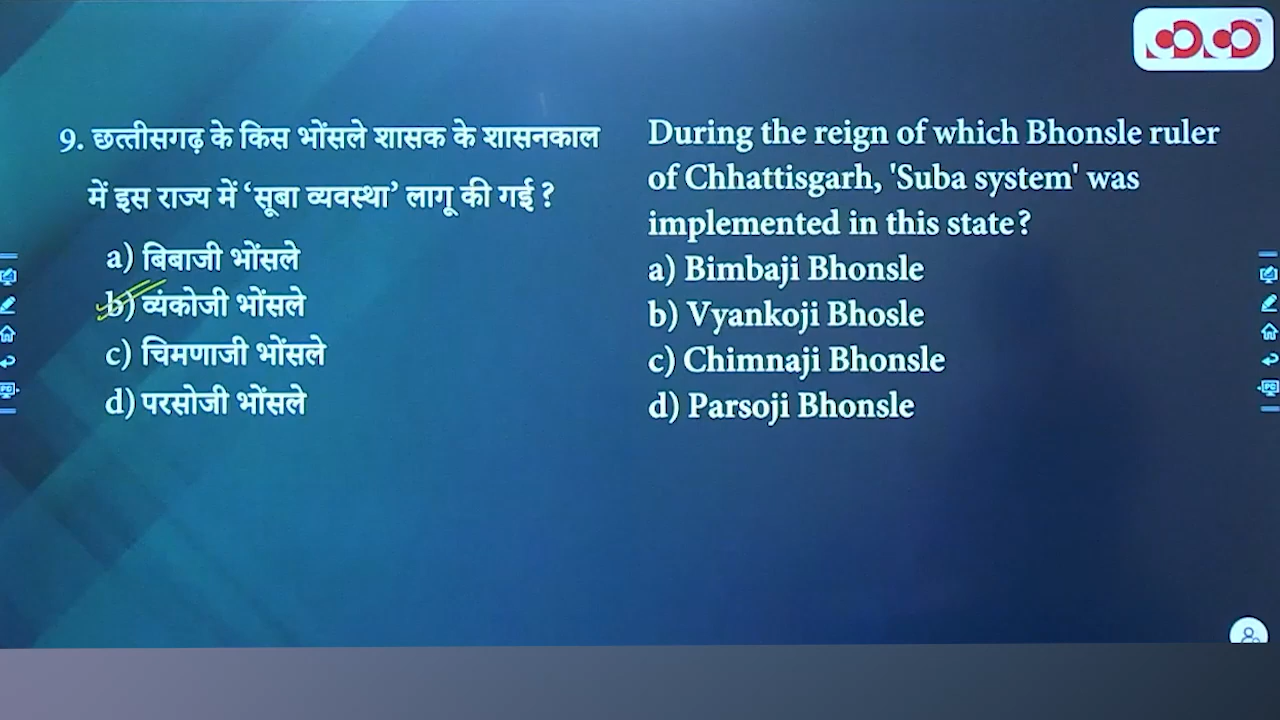 9. छत्तीसगढ़ के किस भोंसले शासक के शासनकाल
में इस राज्य में ‘सूबा व्यवस्था’ लागू की गई ?
a) बिबाजी भोंसले
b) व्यंकोजी भोंसले
c) चिमणाजी भोंसले
d) परसोजी भोंसले
During the reign of which Bhonsle ruler
of Chhattisgarh, 'Suba system' was
implemented in this state?
a) Bimbaji Bhonsle
b) Vyankoji Bhosle
c) Chimnaji Bhonsle
d) Parsoji Bhonsle